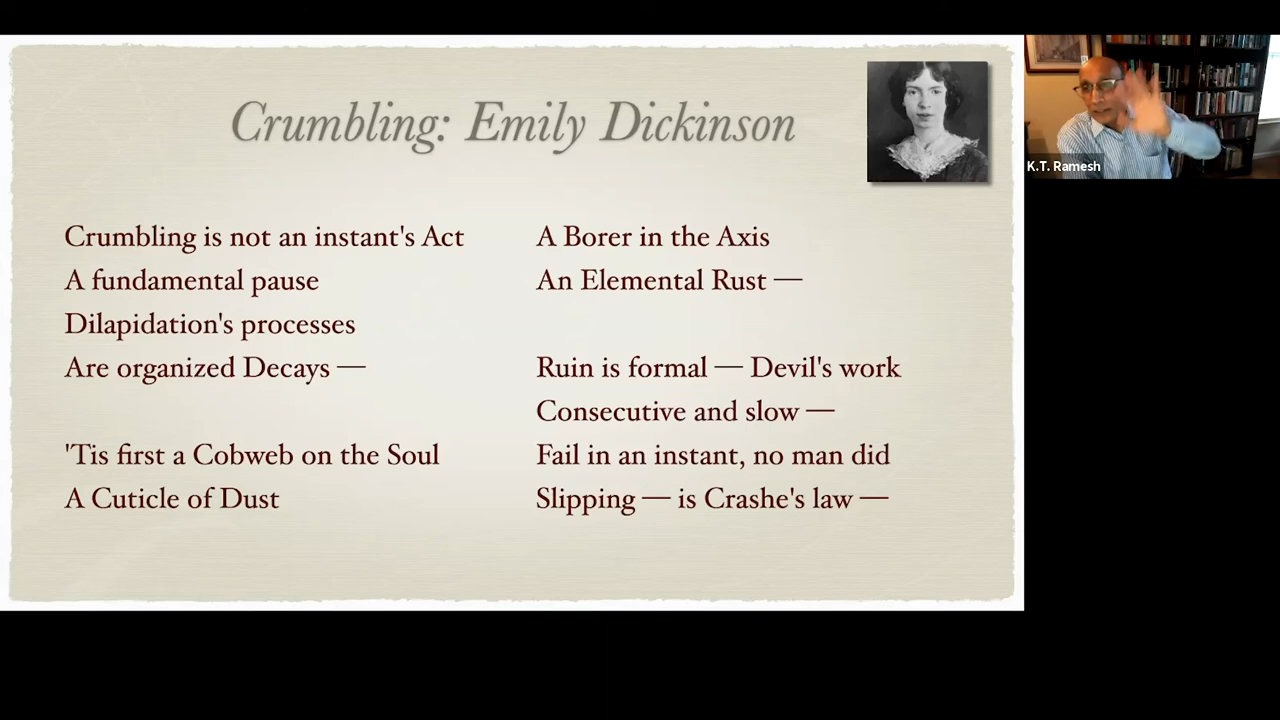 Crumbling: Emily Dickinson
Crumbling is not an instant's Act
A fundamental pause
Dilapidation's processes
Are organized Decays —
'Tis first a Cobweb on the Soul
A Cuticle of Dust
A Borer in the Axis
An Elemental Rust —
Ruin is formal — Devil's work
Consecutive and slow —
Fail in an instant, no man did
Slipping — is Crashe's law —
K.T. Ramesh